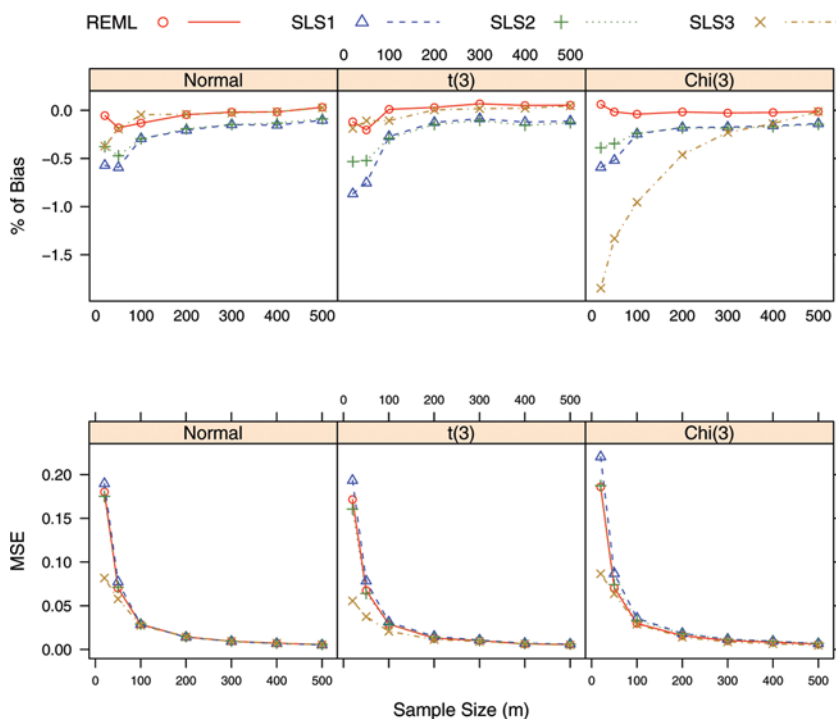 REML SLS1 SLS2 SLS3
0 100 200 300 400 500
Normal t(3) Chi(3)
0.0
−0.5
−1.0
−1.5
% of Bias
0 100 200 300 400 500 0 100 200 300 400 500
0 100 200 300 400 500
Normal t(3) Chi(3)
0.20
0.15
0.10
0.05
0.00
MSE
0 100 200 300 400 500 0 100 200 300 400 500
Sample Size (m)